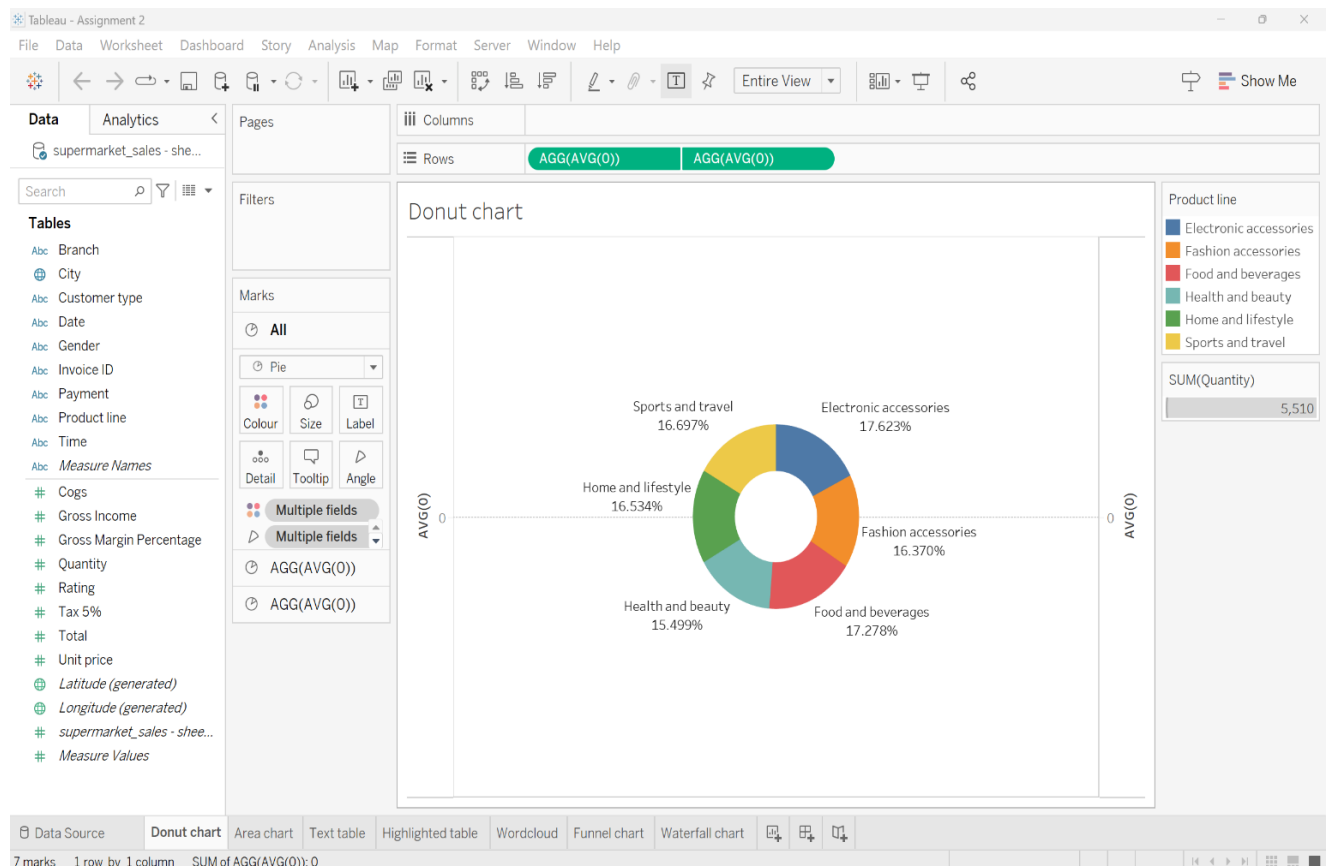 Tableau - Assignment 2
File Data Worksheet Dashboard Story Analysis Map Format Server Window Help
Entire View
Show Me
Data Analytics
supermarket_sales - she...
Search
Tables
Abc Branch
City
Abc Customer type
Abc Date
Abc Gender
Abc Invoice ID
Abc Payment
Abc Product line
Abc Time
Abc Measure Names
# Cogs
# Gross Income
# Gross Margin Percentage
# Quantity
# Rating
# Tax 5%
# Total
# Unit price
Latitude (generated)
Longitude (generated)
# supermarket_sales - shee...
# Measure Values
Pages
Filters
Marks
All
Pie
Colour Size Label
Detail Tooltip Angle
Multiple fields
Multiple fields
AGG(AVG(0))
AGG(AVG(0))
Columns
Rows AGG(AVG(0)) AGG(AVG(0))
Donut chart
AVG(0)
0
Sports and travel
16.697%
Electronic accessories
17.623%
Home and lifestyle
16.534%
Fashion accessories
16.370%
Health and beauty
15.499%
Food and beverages
17.278%
0
AVG(0)
Product line
Electronic accessories
Fashion accessories
Food and beverages
Health and beauty
Home and lifestyle
Sports and travel
SUM(Quantity)
5,510
Data Source Donut chart Area chart Text table Highlighted table Wordcloud Funnel chart Waterfall chart
7 marks 1 row by 1 column SUM of AGG(AVG(0)): 0